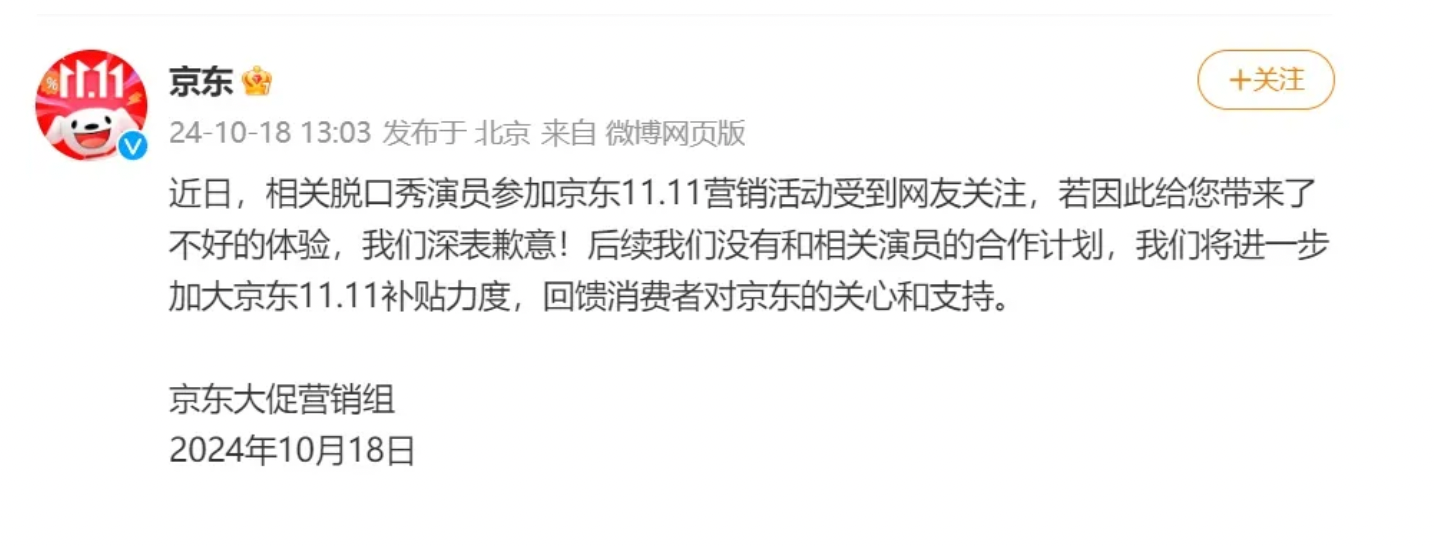 11.11
京东
+关注
24-10-18 13:03 发布于 北京 来自 微博网页版
近日，相关脱口秀演员参加京东11.11营销活动受到网友关注，若因此给您带来了
不好的体验，我们深表歉意！后续我们没有和相关演员的合作计划，我们将进一步
加大京东11.11补贴力度，回馈消费者对京东的关心和支持。
京东大促营销组
2024年10月18日